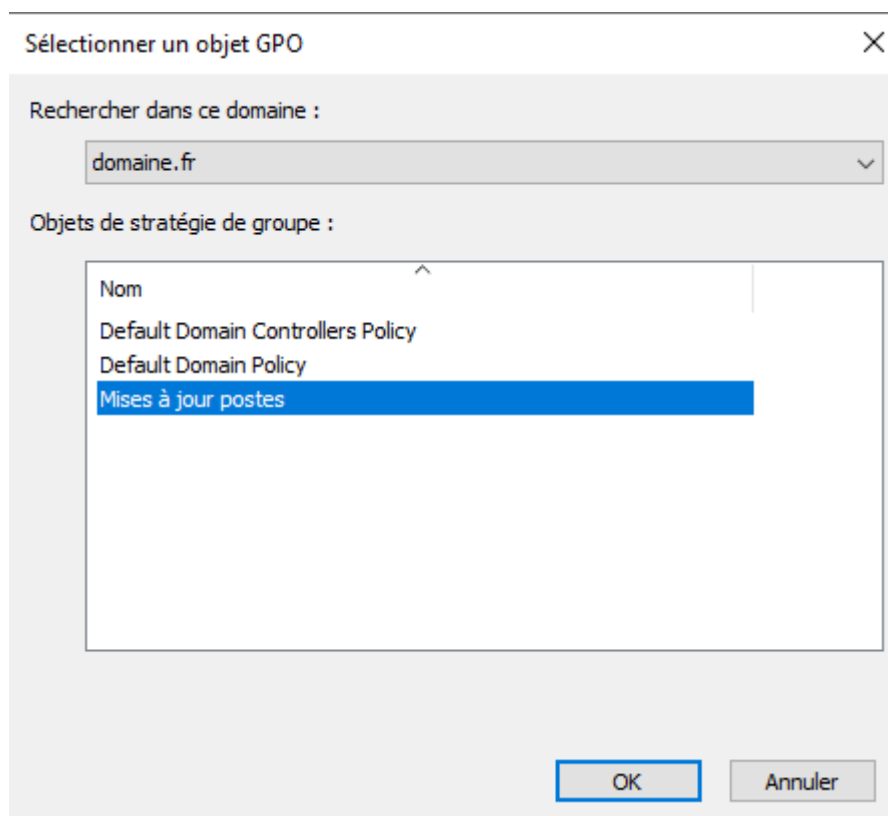 Sélectionner un objet GPO
Rechercher dans ce domaine :
domaine.fr
Objets de stratégie de groupe :
Nom
Default Domain Controllers Policy
Default Domain Policy
Mises à jour postes
OK Annuler